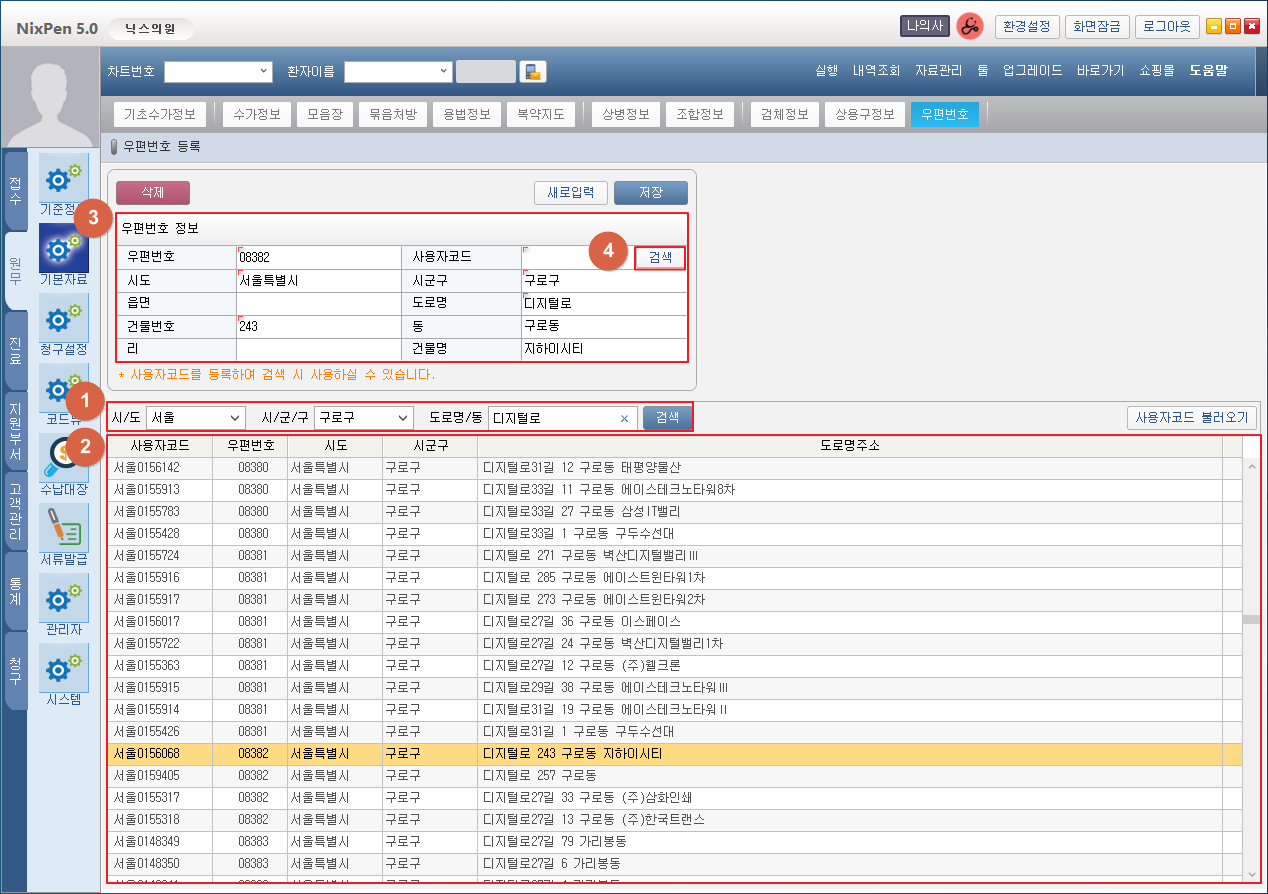 NixPen 5.0 닉스의원 나의사 환경설정 화면잠금 로그아웃
차트번호 환자이름 실행 내역조회 자료관리 툴 업그레이드 바로가기 쇼핑몰 도움말
기초수가정보 수가정보 모음장 묶음처방 용법정보 복약지도 상병정보 조합정보 검체정보 상용구정보 우편번호
우편번호 등록
접수
원무
진료
지원부서
고객관리
통계
청구
기본자료
청구설정
수납대장
서류발급
관리자
시스템
삭제 새로입력 저장
3
우편번호 정보
우편번호 08382 사용자코드 4 검색
시도 서울특별시 시군구 구로구
읍면 도로명 디지털로
건물번호 243 동 구로동
리 건물명 지하이시티
* 사용자코드를 등록하여 검색 시 사용하실 수 있습니다.
1
시/도 서울 시/군/구 구로구 도로명/동 디지털로 × 검색 사용자코드 불러오기
2
사용자코드 우편번호 시도 시군구 도로명주소
서울0156142 08380 서울특별시 구로구 디지털로31길 12 구로동 태평양물산
서울0155913 08380 서울특별시 구로구 디지털로33길 11 구로동 에이스테크노타워8차
서울0155783 08380 서울특별시 구로구 디지털로33길 27 구로동 삼성IT밸리
서울0155428 08380 서울특별시 구로구 디지털로33길 1 구로동 구두수선대
서울0155724 08381 서울특별시 구로구 디지털로 271 구로동 벽산디지털밸리Ⅲ
서울0155916 08381 서울특별시 구로구 디지털로 285 구로동 에이스트윈타워1차
서울0155917 08381 서울특별시 구로구 디지털로 273 구로동 에이스트윈타워2차
서울0156017 08381 서울특별시 구로구 디지털로27길 36 구로동 이스페이스
서울0155722 08381 서울특별시 구로구 디지털로27길 24 구로동 벽산디지털밸리1차
서울0155363 08381 서울특별시 구로구 디지털로27길 12 구로동 (주)웰크론
서울0155915 08381 서울특별시 구로구 디지털로29길 38 구로동 에이스테크노타워Ⅲ
서울0155914 08381 서울특별시 구로구 디지털로31길 19 구로동 에이스테크노타워Ⅱ
서울0155426 08381 서울특별시 구로구 디지털로31길 1 구로동 구두수선대
서울0156068 08382 서울특별시 구로구 디지털로 243 구로동 지하이시티
서울0159405 08382 서울특별시 구로구 디지털로 257 구로동
서울0155317 08382 서울특별시 구로구 디지털로27길 33 구로동 (주)삼화인쇄
서울0155318 08382 서울특별시 구로구 디지털로27길 13 구로동 (주)한국트랜스
서울0148349 08383 서울특별시 구로구 디지털로27길 79 가리봉동
서울0148350 08383 서울특별시 구로구 디지털로27길 6 가리봉동